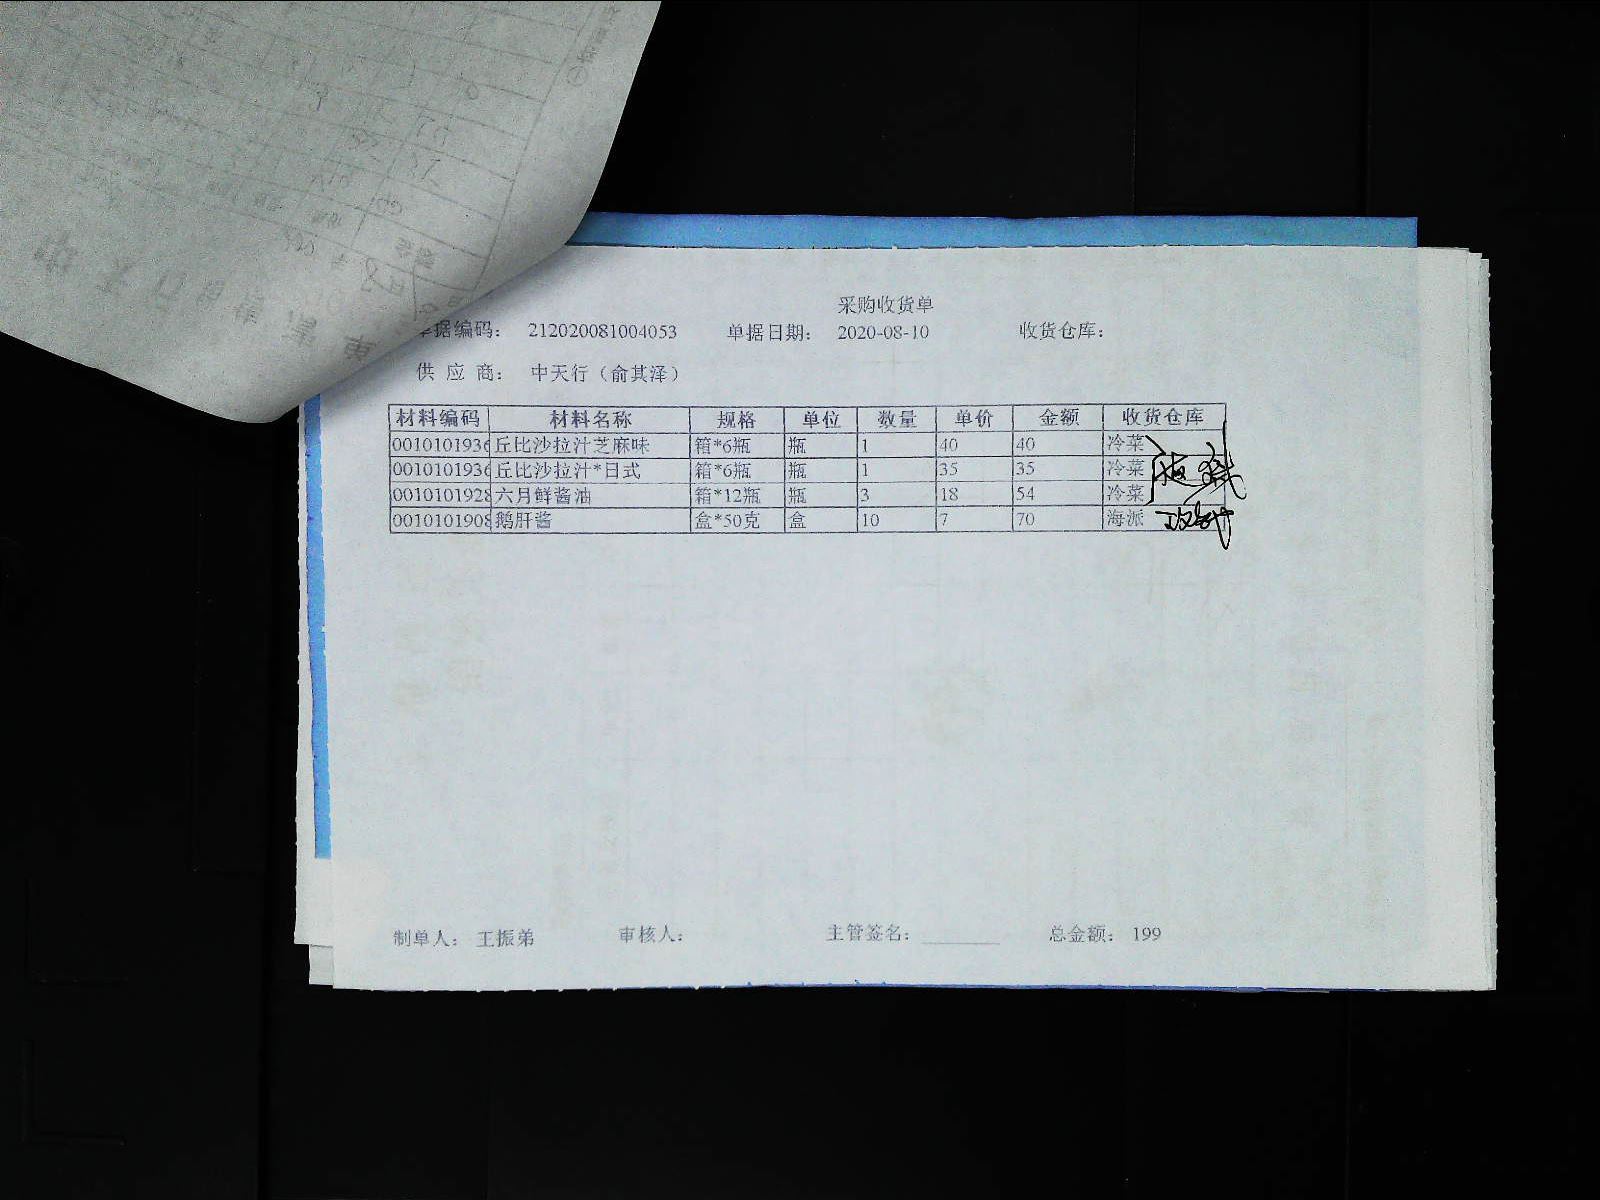 采购收货单
单据编码： 212020081004053 单据日期： 2020-08-10 收货仓库：
供 应 商： 中天行（俞其泽）
材料编码 材料名称 规格 单位 数量 单价 金额 收货仓库
0010101936 丘比沙拉汁芝麻味 箱*6瓶 瓶 1 40 40 冷菜
0010101936 丘比沙拉汁*日式 箱*6瓶 瓶 1 35 35 冷菜
0010101928 六月鲜酱油 箱*12瓶 瓶 3 18 54 冷菜
0010101908 鹅肝酱 盒*50克 盒 10 7 70 海派
制单人： 王振弟 审核人： 主管签名： 总金额： 199